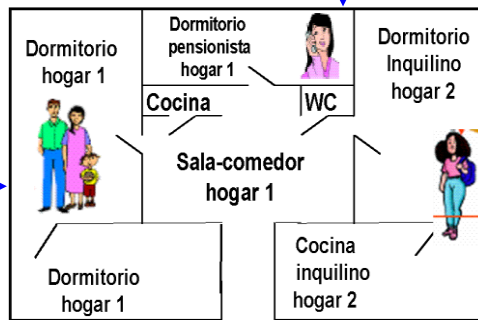 Dormitorio
hogar 1
Dormitorio
pensionista
hogar 1
Dormitorio
Inquilino
hogar 2
Cocina
WC
Sala-comedor
hogar 1
Dormitorio
hogar 1
Cocina
inquilino
hogar 2